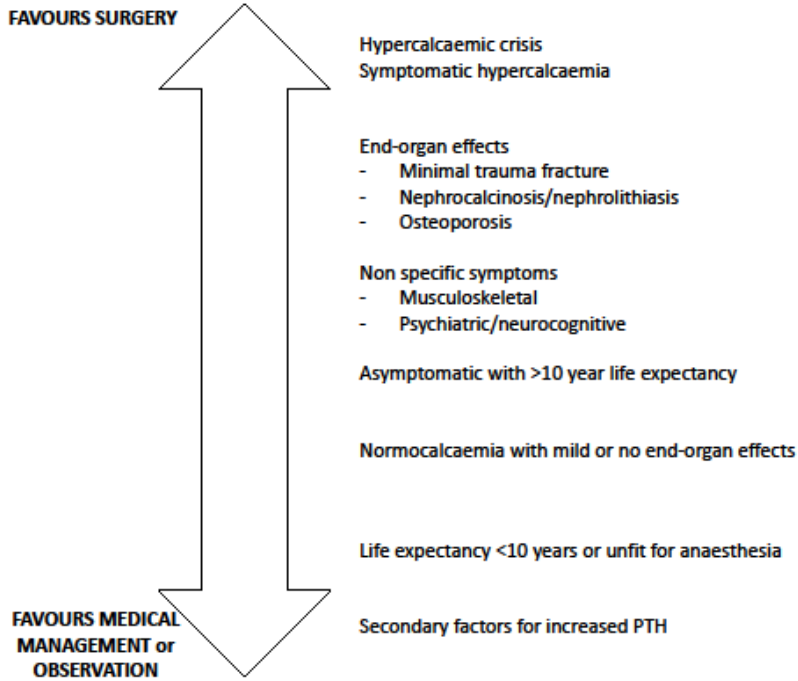 FAVOURS SURGERY
Hypercalcaemic crisis
Symptomatic hypercalcaemia
End-organ effects
- Minimal trauma fracture
- Nephrocalcinosis/nephrolithiasis
- Osteoporosis
Non specific symptoms
- Musculoskeletal
- Psychiatric/neurocognitive
Asymptomatic with >10 year life expectancy
Normocalcaemia with mild or no end-organ effects
Life expectancy <10 years or unfit for anaesthesia
Secondary factors for increased PTH
FAVOURS MEDICAL
MANAGEMENT or
OBSERVATION